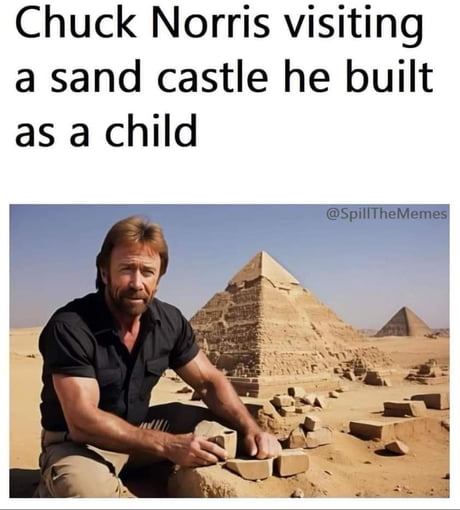 Chuck Norris visiting
a sand castle he built
as a child
@SpillTheMemes